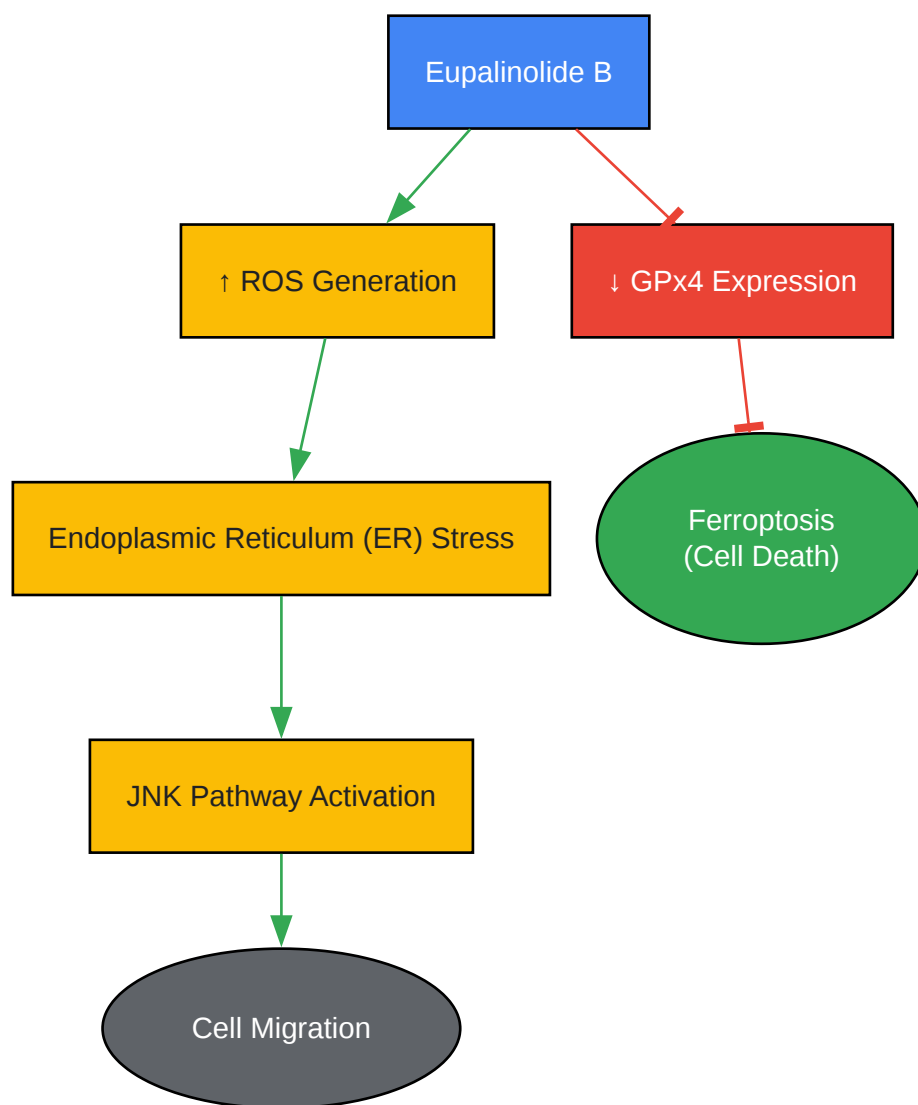 Eupalinolide B
↑ ROS Generation
↓ GPx4 Expression
Endoplasmic Reticulum (ER) Stress
Ferroptosis
(Cell Death)
JNK Pathway Activation
Cell Migration